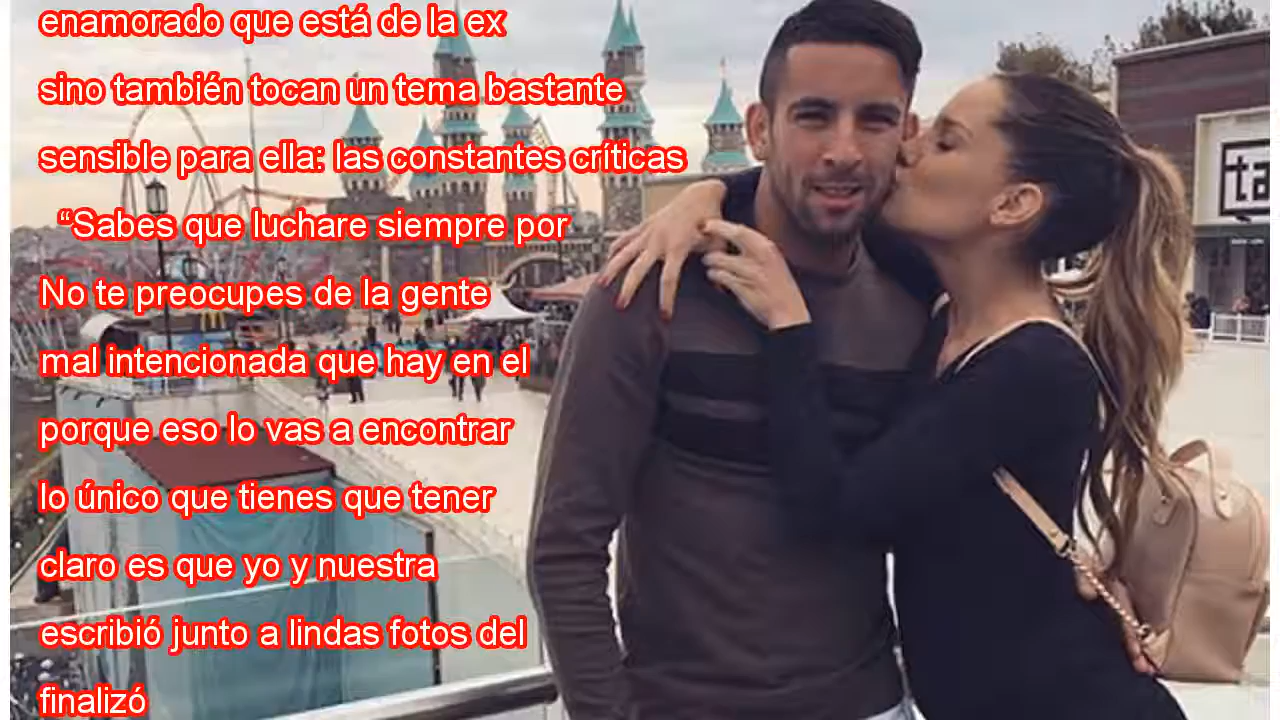 enamorado que está de la ex
sino también tocan un tema bastante
sensible para ella: las constantes críticas
“Sabes que luchare siempre por
No te preocupes de la gente
mal intencionada que hay en el
porque eso lo vas a encontrar
lo único que tienes que tener
claro es que yo y nuestra
escribió junto a lindas fotos del
finalizó
ta